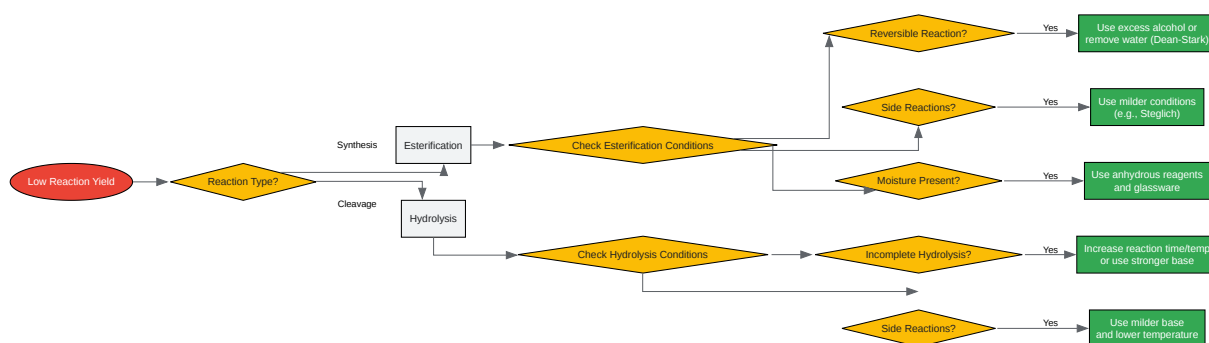 Low Reaction Yield
Reaction Type?
Synthesis
Cleavage
Esterification
Hydrolysis
Check Esterification Conditions
Check Hydrolysis Conditions
Reversible Reaction?
Yes
Use excess alcohol or
remove water (Dean-Stark)
Side Reactions?
Yes
Use milder conditions
(e.g., Steglich)
Moisture Present?
Yes
Use anhydrous reagents
and glassware
Incomplete Hydrolysis?
Yes
Increase reaction time/temp
or use stronger base
Side Reactions?
Yes
Use milder base
and lower temperature